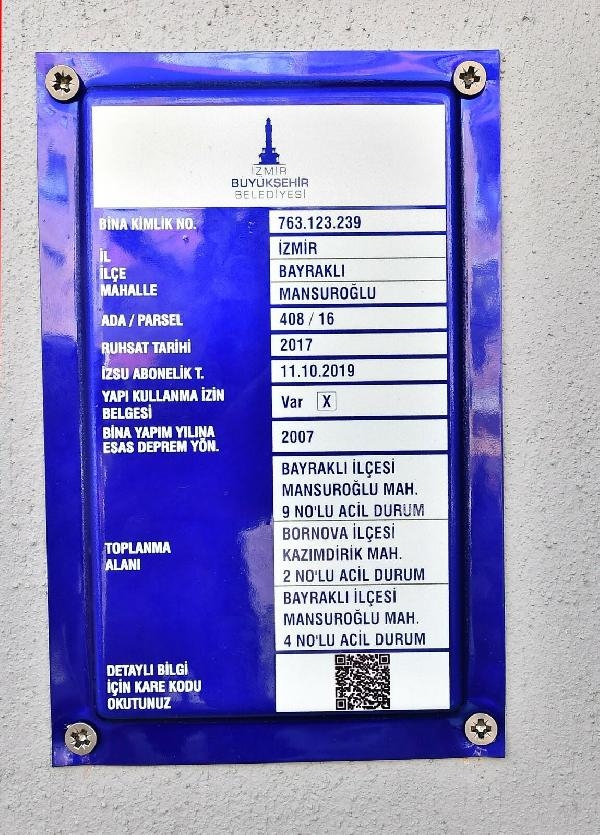 İZMİR
BÜYÜKŞEHİR
BELEDİYESİ
BİNA KİMLİK NO. 763.123.239
İL İZMİR
İLÇE BAYRAKLI
MAHALLE MANSUROĞLU
ADA / PARSEL 408 / 16
RUHSAT TARİHİ 2017
İZSU ABONELİK T. 11.10.2019
YAPI KULLANMA İZİN
BELGESİ
Var X
BİNA YAPIM YILINA
ESAS DEPREM YÖN.
2007
TOPLANMA
ALANI
BAYRAKLI İLÇESİ
MANSUROĞLU MAH.
9 NO'LU ACİL DURUM
BORNOVA İLÇESİ
KAZIMDİRİK MAH.
2 NO'LU ACİL DURUM
BAYRAKLI İLÇESİ
MANSUROĞLU MAH.
4 NO'LU ACİL DURUM
DETAYLI BİLGİ
İÇİN KARE KODU
OKUTUNUZ